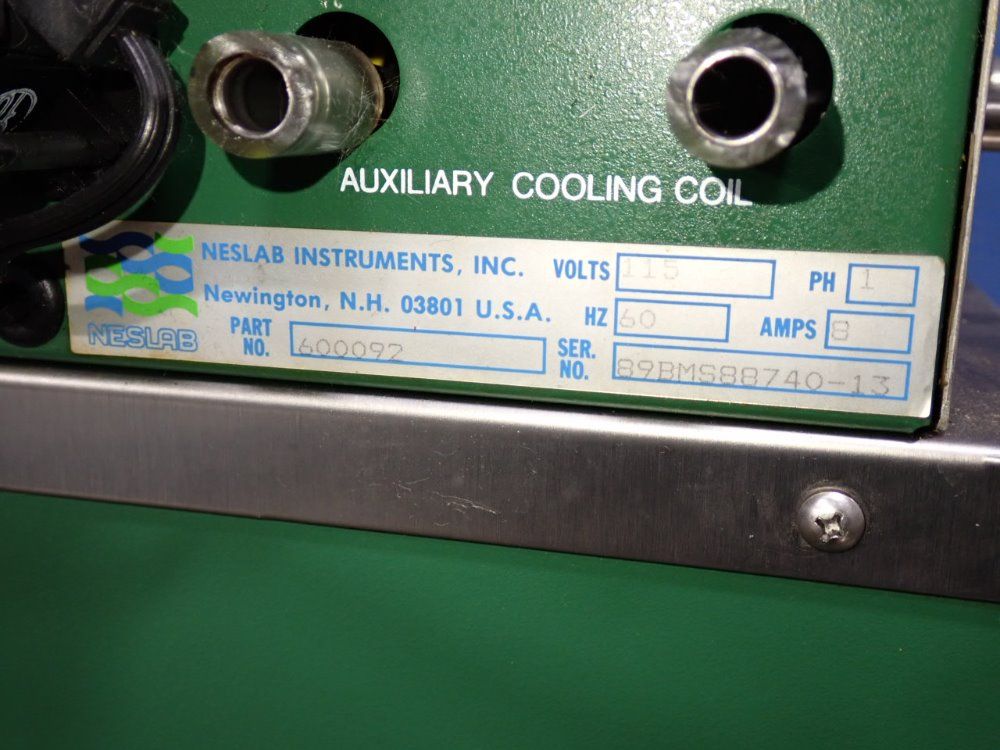 AUXILIARY COOLING COIL
NESLAB INSTRUMENTS, INC. VOLTS 115 PH 1
Newington, N.H. 03801 U.S.A. HZ 60 AMPS 8
NESLAB
PART NO. 600092 SER. NO. 89BMS88740-13